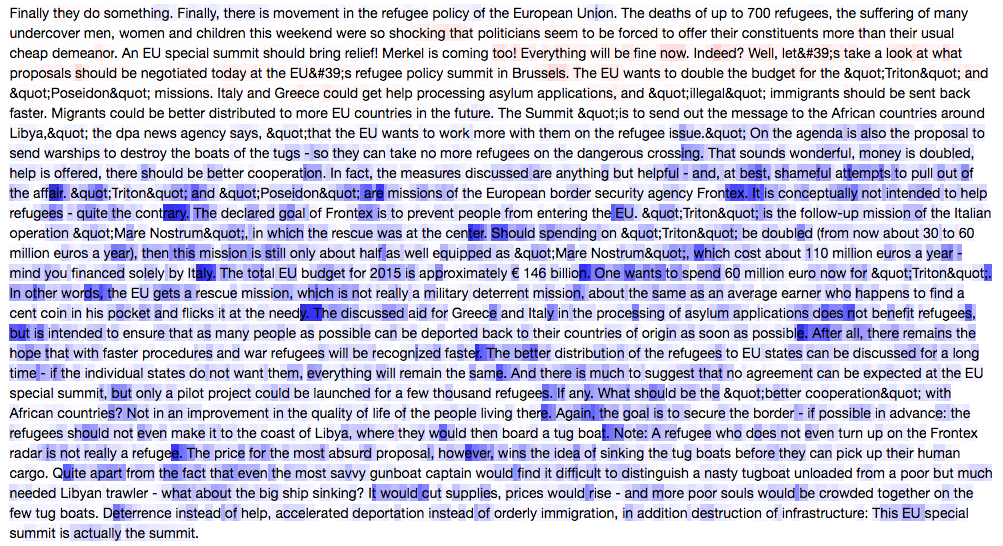 Finally they do something. Finally, there is movement in the refugee policy of the European Union. The deaths of up to 700 refugees, the suffering of many
undercover men, women and children this weekend were so shocking that politicians seem to be forced to offer their constituents more than their usual
cheap demeanor. An EU special summit should bring relief! Merkel is coming too! Everything will be fine now. Indeed? Well, let&#39;s take a look at what
proposals should be negotiated today at the EU&#39;s refugee policy summit in Brussels. The EU wants to double the budget for the &quot;Triton&quot; and
&quot;Poseidon&quot; missions. Italy and Greece could get help processing asylum applications, and &quot;illegal&quot; immigrants should be sent back
faster. Migrants could be better distributed to more EU countries in the future. The Summit &quot;is to send out the message to the African countries around
Libya,&quot; the dpa news agency says, &quot;that the EU wants to work more with them on the refugee issue.&quot; On the agenda is also the proposal to
send warships to destroy the boats of the tugs - so they can take no more refugees on the dangerous crossing. That sounds wonderful, money is doubled,
help is offered, there should be better cooperation. In fact, the measures discussed are anything but helpful - and, at best, shameful attempts to pull out of
the affair. &quot;Triton&quot; and &quot;Poseidon&quot; are missions of the European border security agency Frontex. It is conceptually not intended to help
refugees - quite the contrary. The declared goal of Frontex is to prevent people from entering the EU. &quot;Triton&quot; is the follow-up mission of the Italian
operation &quot;Mare Nostrum&quot;, in which the rescue was at the center. Should spending on &quot;Triton&quot; be doubled (from now about 30 to 60
million euros a year), then this mission is still only about half as well equipped as &quot;Mare Nostrum&quot;, which cost about 110 million euros a year -
mind you financed solely by Italy. The total EU budget for 2015 is approximately € 146 billion. One wants to spend 60 million euro now for &quot;Triton&quot;.
In other words, the EU gets a rescue mission, which is not really a military deterrent mission, about the same as an average earner who happens to find a
cent coin in his pocket and flicks it at the needy. The discussed aid for Greece and Italy in the processing of asylum applications does not benefit refugees,
but is intended to ensure that as many people as possible can be deported back to their countries of origin as soon as possible. After all, there remains the
hope that with faster procedures and war refugees will be recognized faster. The better distribution of the refugees to EU states can be discussed for a long
time - if the individual states do not want them, everything will remain the same. And there is much to suggest that no agreement can be expected at the EU
special summit, but only a pilot project could be launched for a few thousand refugees. If any. What should be the &quot;better cooperation&quot; with
African countries? Not in an improvement in the quality of life of the people living there. Again, the goal is to secure the border - if possible in advance: the
refugees should not even make it to the coast of Libya, where they would then board a tug boat. Note: A refugee who does not even turn up on the Frontex
radar is not really a refugee. The price for the most absurd proposal, however, wins the idea of sinking the tug boats before they can pick up their human
cargo. Quite apart from the fact that even the most savvy gunboat captain would find it difficult to distinguish a nasty tugboat unloaded from a poor but much
needed Libyan trawler - what about the big ship sinking? It would cut supplies, prices would rise - and more poor souls would be crowded together on the
few tug boats. Deterrence instead of help, accelerated deportation instead of orderly immigration, in addition destruction of infrastructure: This EU special
summit is actually the summit.